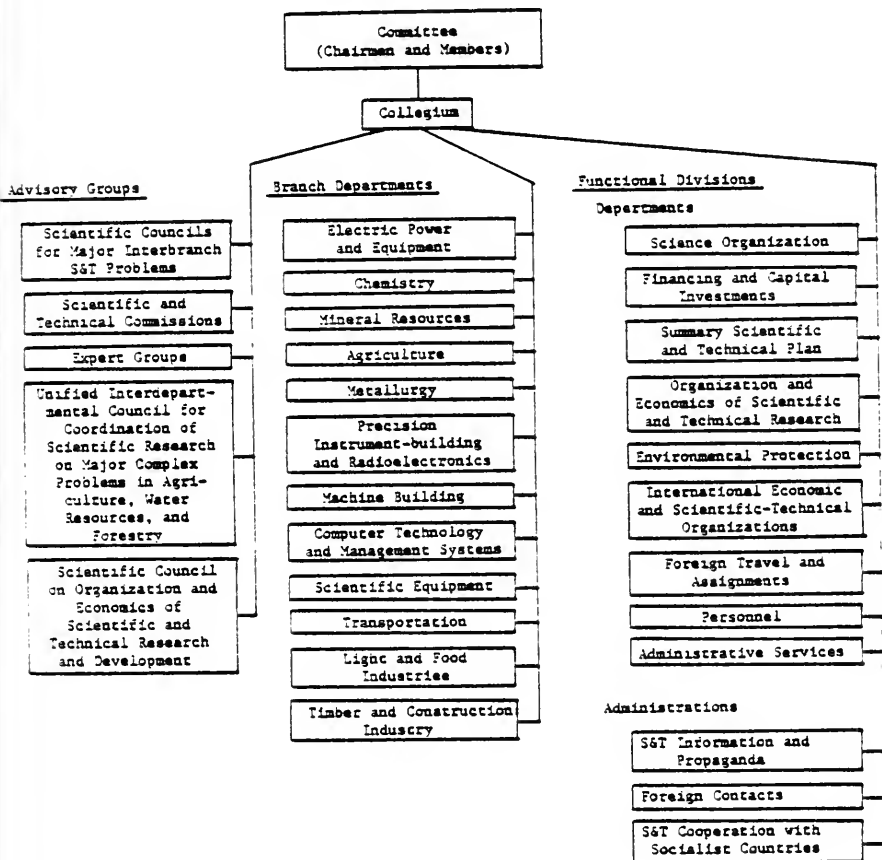 Committee
(Chairmen and Members)
Collegium
Advisory Groups
Scientific Councils
for Major Interbranch
S&T Problems
Scientific and
Technical Commissions
Expert Groups
Unified Interdepart-
mental Council for
Coordination of
Scientific Research
on Major Complex
Problems in Agri-
culture, Water
Resources, and
Forestry
Scientific Council
on Organization and
Economics of
Scientific and
Technical Research
and Development
Branch Departments
Electric Power
and Equipment
Chemistry
Mineral Resources
Agriculture
Metallurgy
Precision
Instrument-building
and Radioelectronics
Machine Building
Computer Technology
and Management Systems
Scientific Equipment
Transportation
Light and Food
Industries
Timber and Construction
Industry
Functional Divisions
Departments
Science Organization
Financing and Capital
Investments
Summary Scientific
and Technical Plan
Organization and
Economics of Scientific
and Technical Research
Environmental Protection
International Economic
and Scientific-Technical
Organizations
Foreign Travel and
Assignments
Personnel
Administrative Services
Administrations
S&T Information and
Propaganda
Foreign Contacts
S&T Cooperation with
Socialist Countries